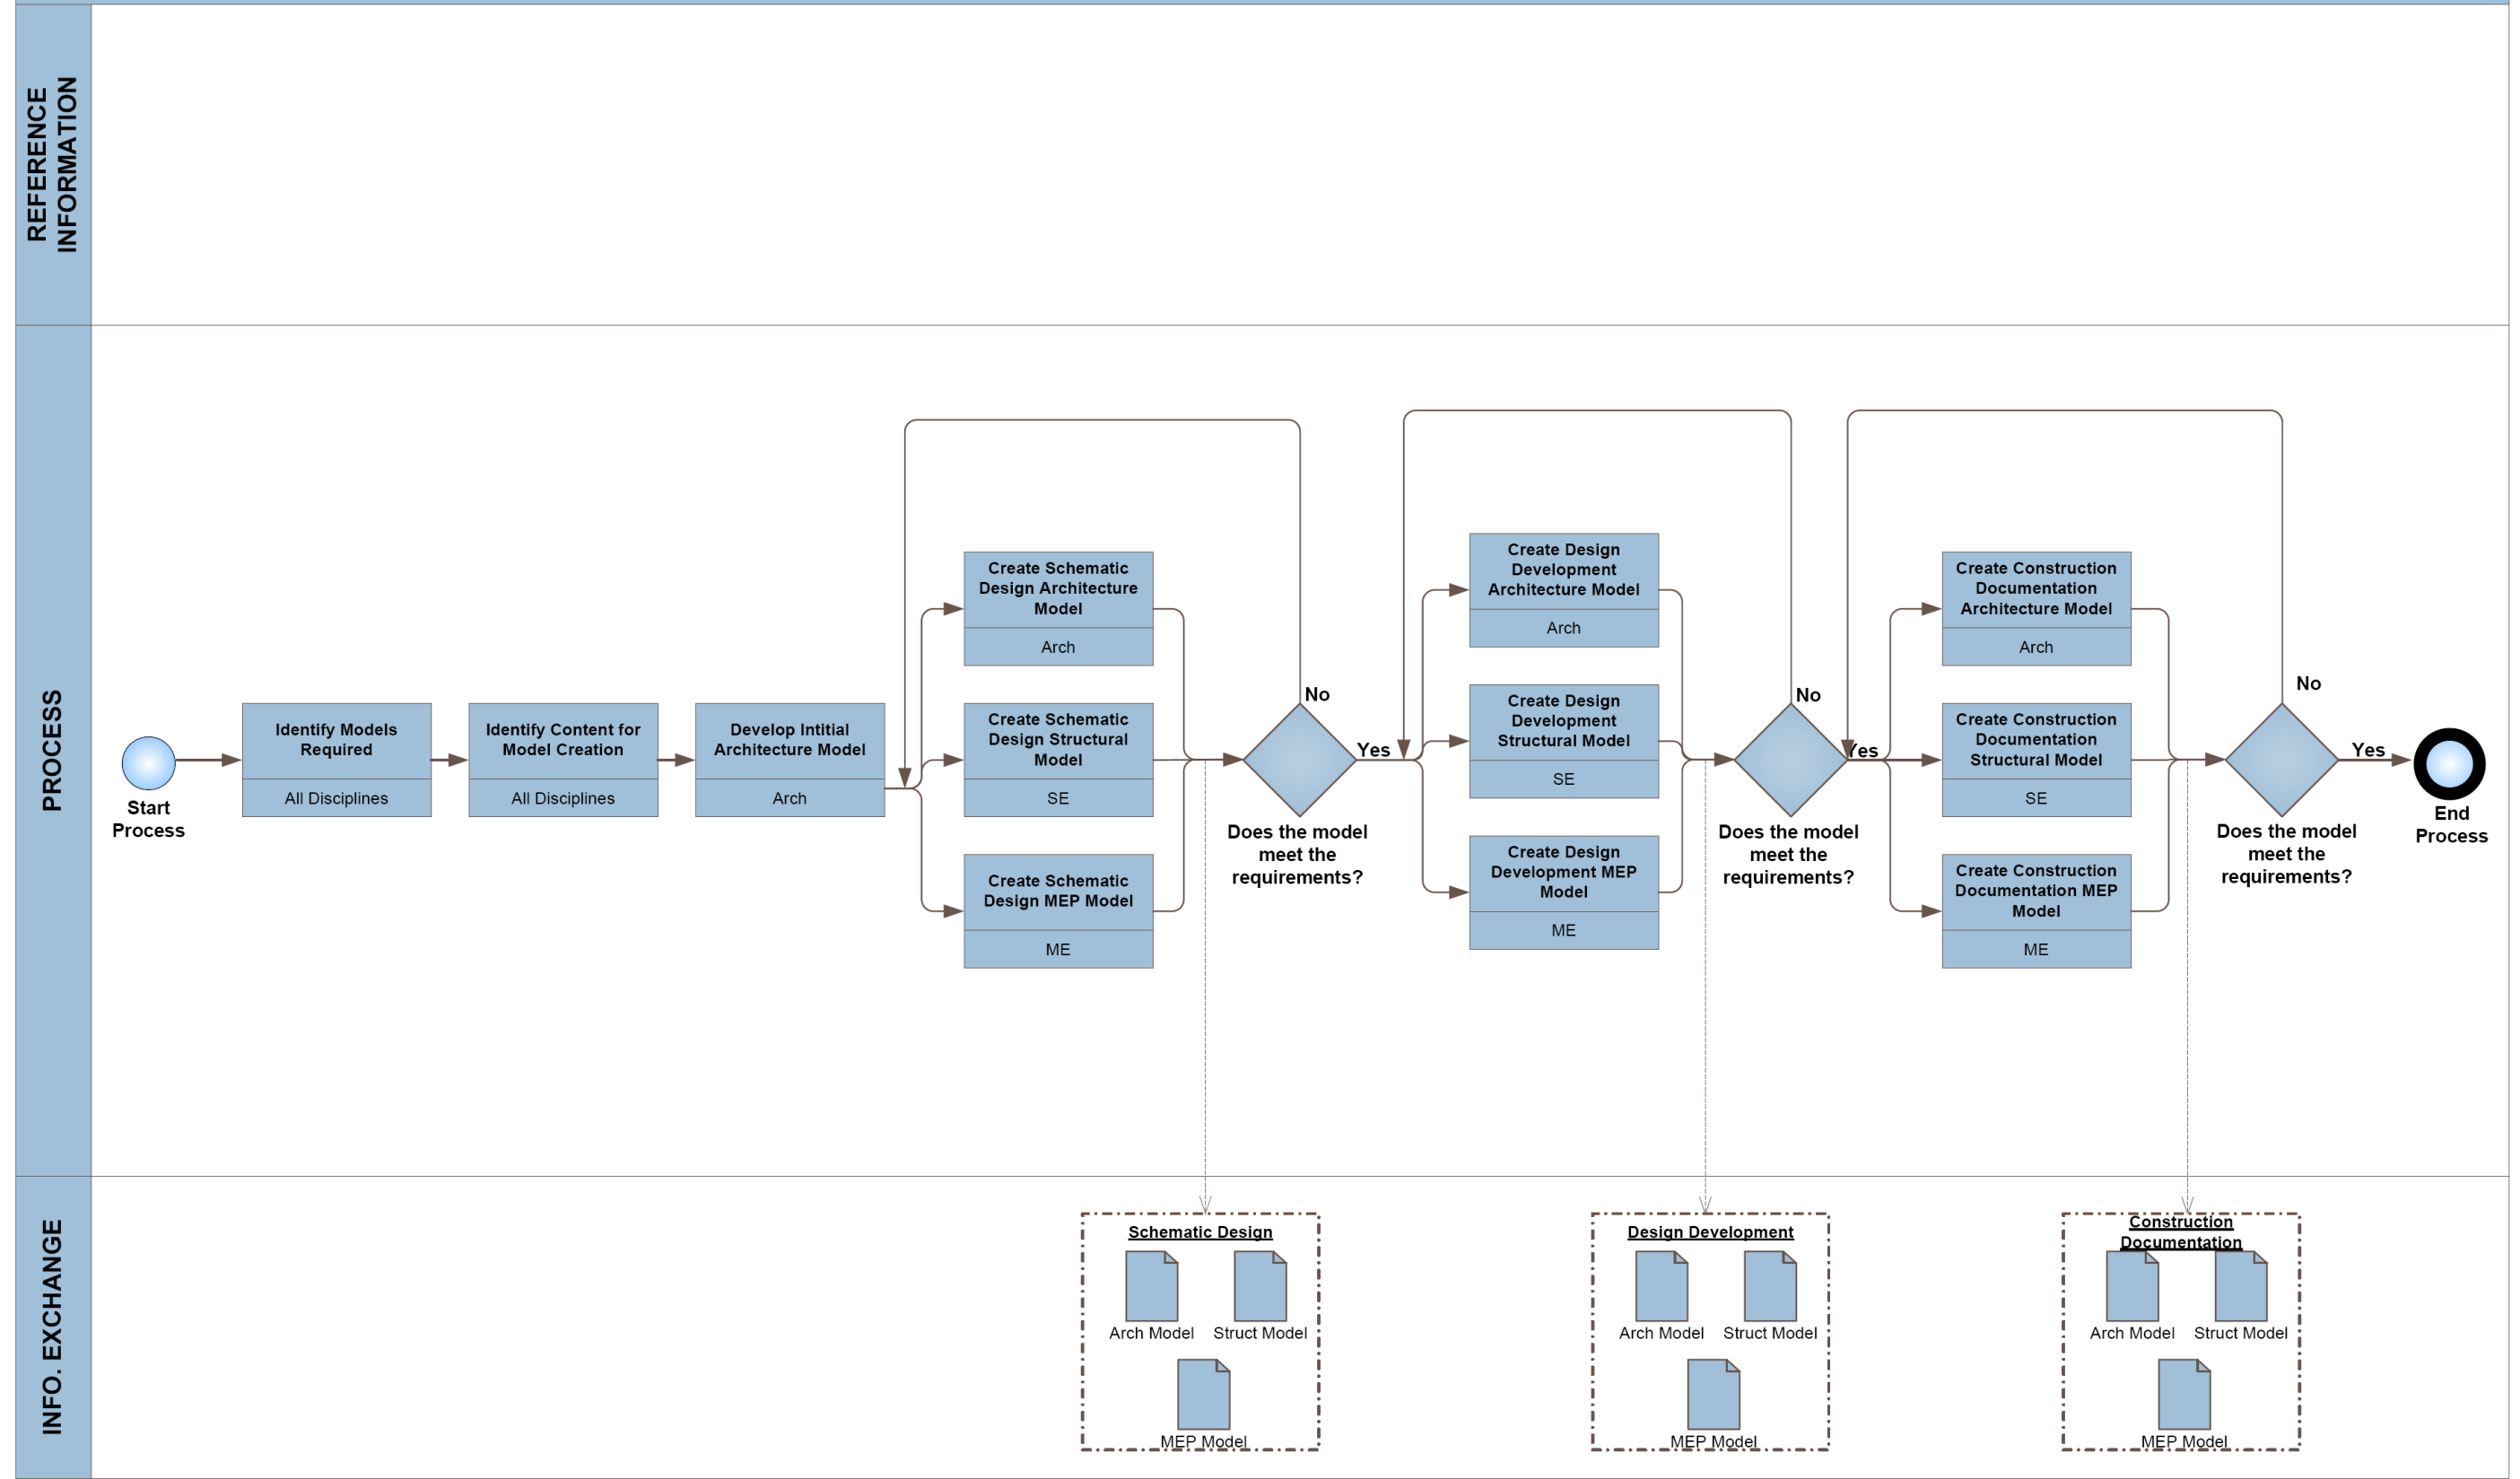 REFERENCE
INFORMATION
PROCESS
Start
Process
Identify Models
Required
All Disciplines
Identify Content for
Model Creation
All Disciplines
Develop Intitial
Architecture Model
Arch
Create Schematic
Design Architecture
Model
Arch
Create Schematic
Design Structural
Model
SE
Create Schematic
Design MEP Model
ME
No
Yes
Does the model
meet the
requirements?
Create Design
Development
Architecture Model
Arch
Create Design
Development
Structural Model
SE
Create Design
Development MEP
Model
ME
No
Yes
Does the model
meet the
requirements?
Create Construction
Documentation
Architecture Model
Arch
Create Construction
Documentation
Structural Model
SE
Create Construction
Documentation MEP
Model
ME
No
Yes
Does the model
meet the
requirements?
End
Process
INFO. EXCHANGE
Schematic Design
Arch Model
Struct Model
MEP Model
Design Development
Arch Model
Struct Model
MEP Model
Construction
Documentation
Arch Model
Struct Model
MEP Model